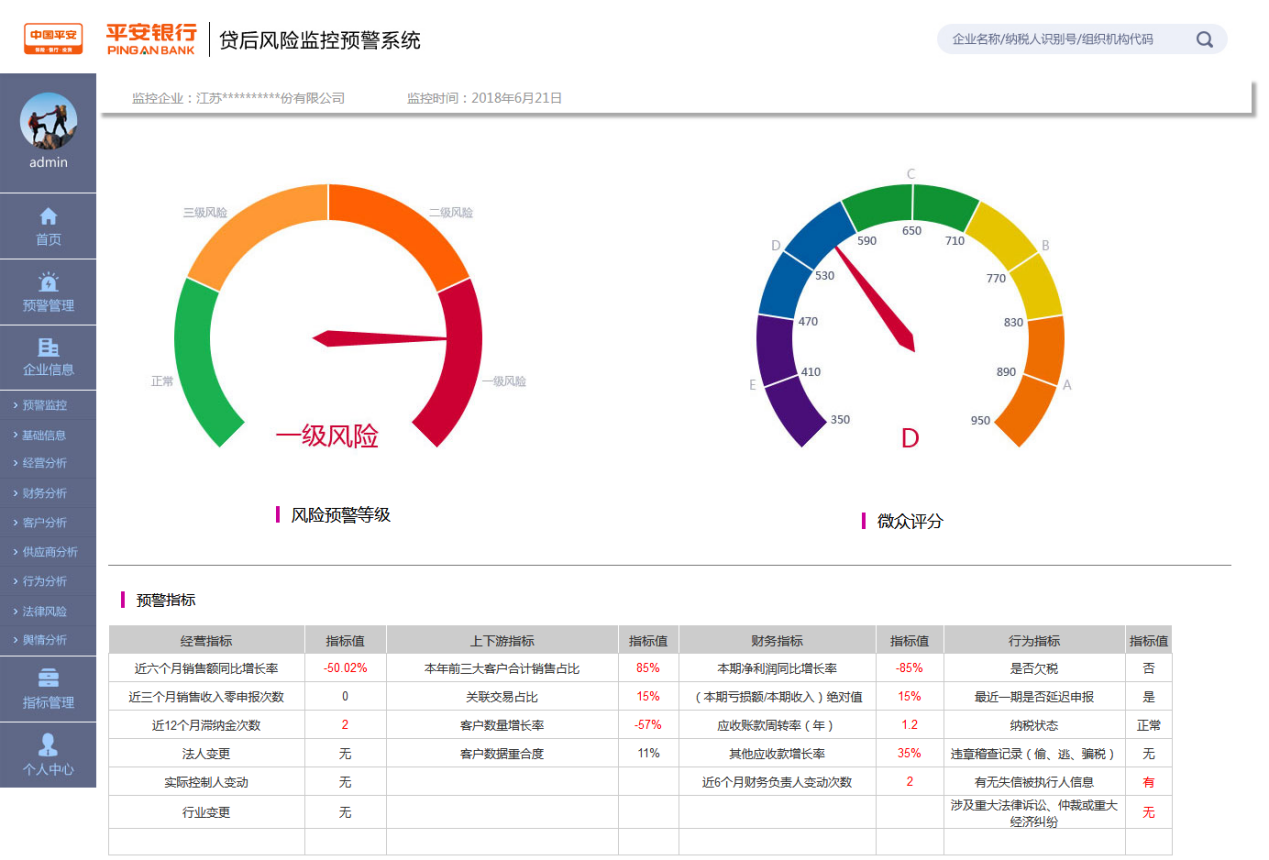 中国平安
保险·银行·投资
平安银行
PING AN BANK
贷后风险监控预警系统
企业名称/纳税人识别号/组织机构代码
admin
首页
预警管理
企业信息
预警监控
基础信息
经营分析
财务分析
客户分析
供应商分析
行为分析
法律风险
舆情分析
指标管理
个人中心
监控企业：江苏**********份有限公司 监控时间：2018年6月21日
三级风险 二级风险
正常 一级风险
一级风险
风险预警等级
C
D B
E A
590 650 710
530 770
470 830
410 890
350 950
D
微众评分
预警指标
经营指标 指标值 上下游指标 指标值 财务指标 指标值 行为指标 指标值
近六个月销售额同比增长率 -50.02% 本年前三大客户合计销售占比 85% 本期净利润同比增长率 -85% 是否欠税 否
近三个月销售收入零申报次数 0 关联交易占比 15% （本期亏损额/本期收入）绝对值 15% 最近一期是否延迟申报 是
近12个月滞纳金次数 2 客户数量增长率 -57% 应收账款周转率（年） 1.2 纳税状态 正常
法人变更 无 客户数据重合度 11% 其他应收款增长率 35% 违章稽查记录（偷、逃、骗税） 无
实际控制人变动 无 近6个月财务负责人变动次数 2 有无失信被执行人信息 有
行业变更 无 涉及重大法律诉讼、仲裁或重大
经济纠纷 无